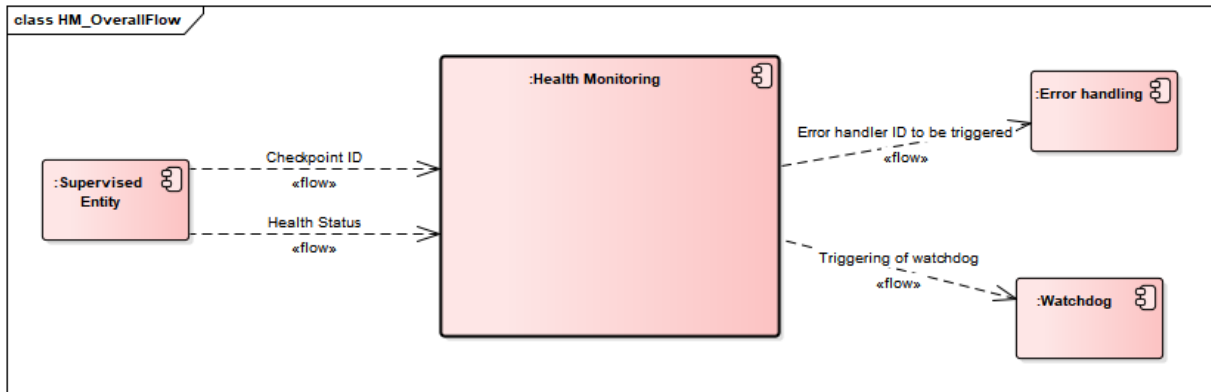 class HM_OverallFlow
:Health Monitoring
:Error handling
Error handler ID to be triggered
«flow»
Checkpoint ID
«flow»
:Supervised
Entity
Health Status
«flow»
Triggering of watchdog
«flow»
:Watchdog